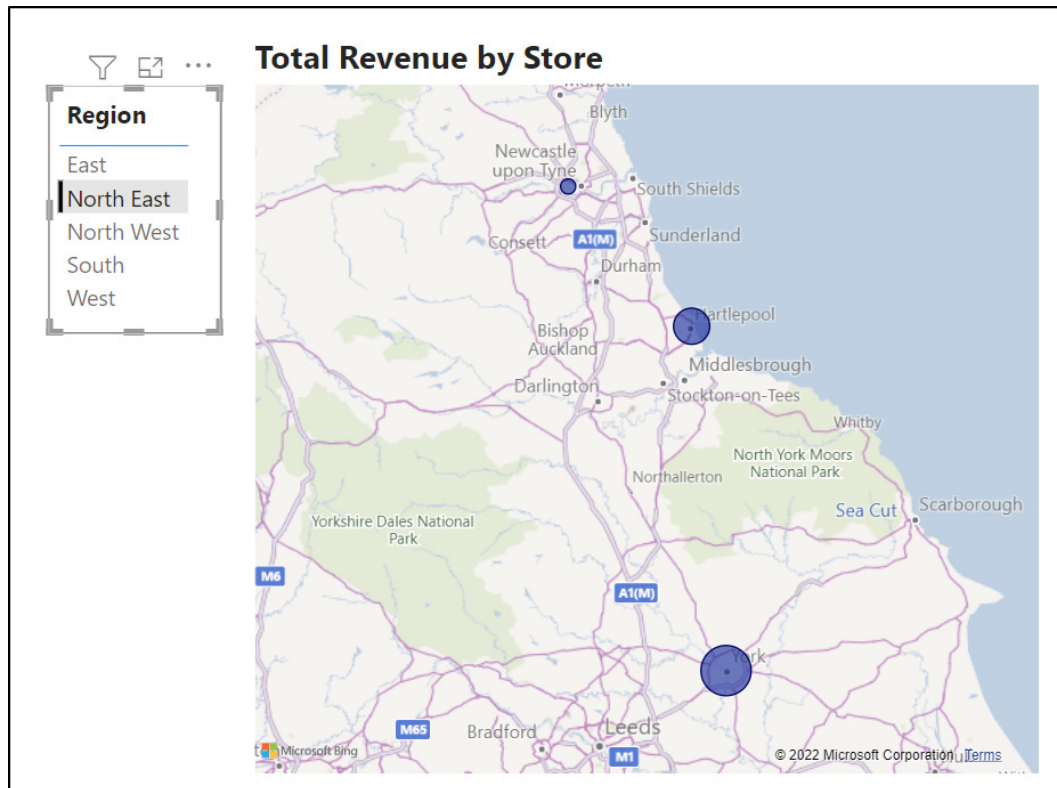 Total Revenue by Store
Region
East
North East
North West
South
West
Morpeth
Blyth
Newcastle
upon Tyne
South Shields
Sunderland
Consett
A1(M)
Durham
Hartlepool
Bishop
Auckland
Middlesbrough
Darlington
Stockton-on-Tees
Whitby
North York Moors
National Park
Northallerton
Sea Cut
Scarborough
Yorkshire Dales National
Park
M6
A1(M)
York
M65
Bradford
Leeds
Microsoft Bing
M1
© 2022 Microsoft Corporation
Terms